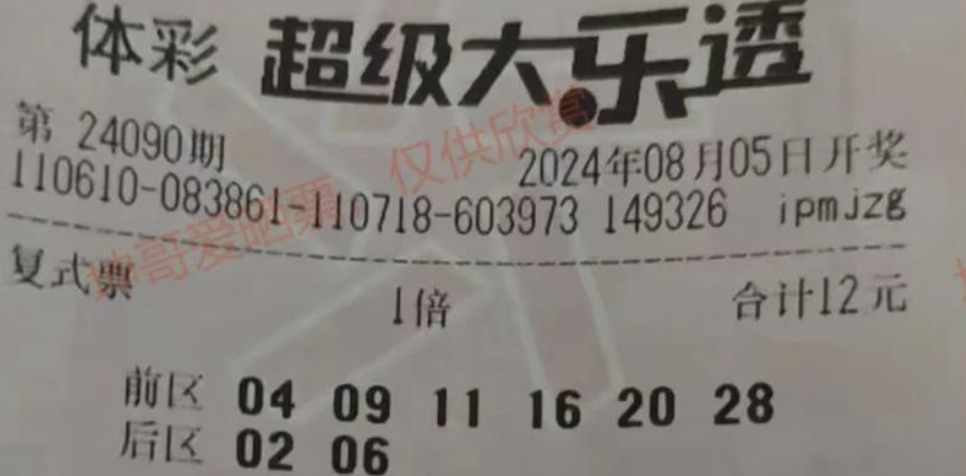 体彩 超级大乐透
第 24090期 2024年08月05日开奖
110610-083861-110718-603973 149326 ipmJzg
复式票 1倍 合计12元
前区 04 09 11 16 20 28
后区 02 06
哥爱晒票 仅供欣赏